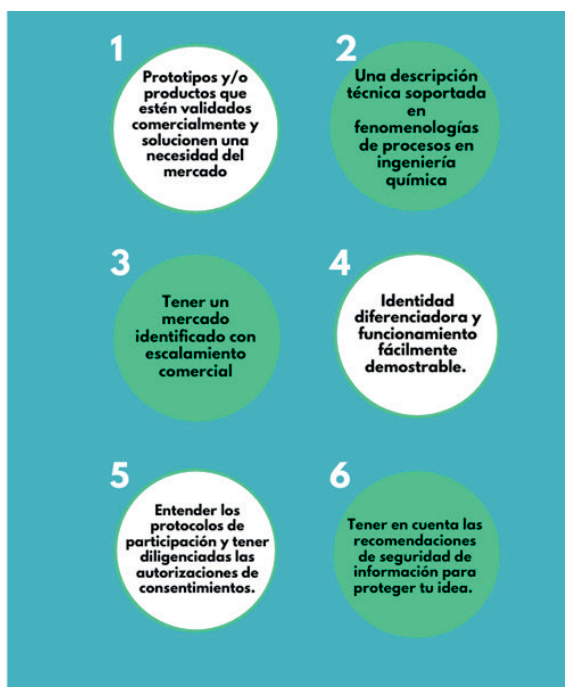 1
Prototipos y/o
productos que
estén validados
comercialmente y
solucionen una
necesidad del
mercado
2
Una descripción
técnica soportada
en
fenomenologías
de procesos en
ingeniería
química
3
Tener un
mercado
identificado con
escalamiento
comercial
4
Identidad
diferenciadora y
funcionamiento
fácilmente
demostrable.
5
Entender los
protocolos de
participación y tener
diligenciadas las
autorizaciones de
consentimientos.
6
Tener en cuenta las
recomendaciones
de seguridad de
información para
proteger tu idea.